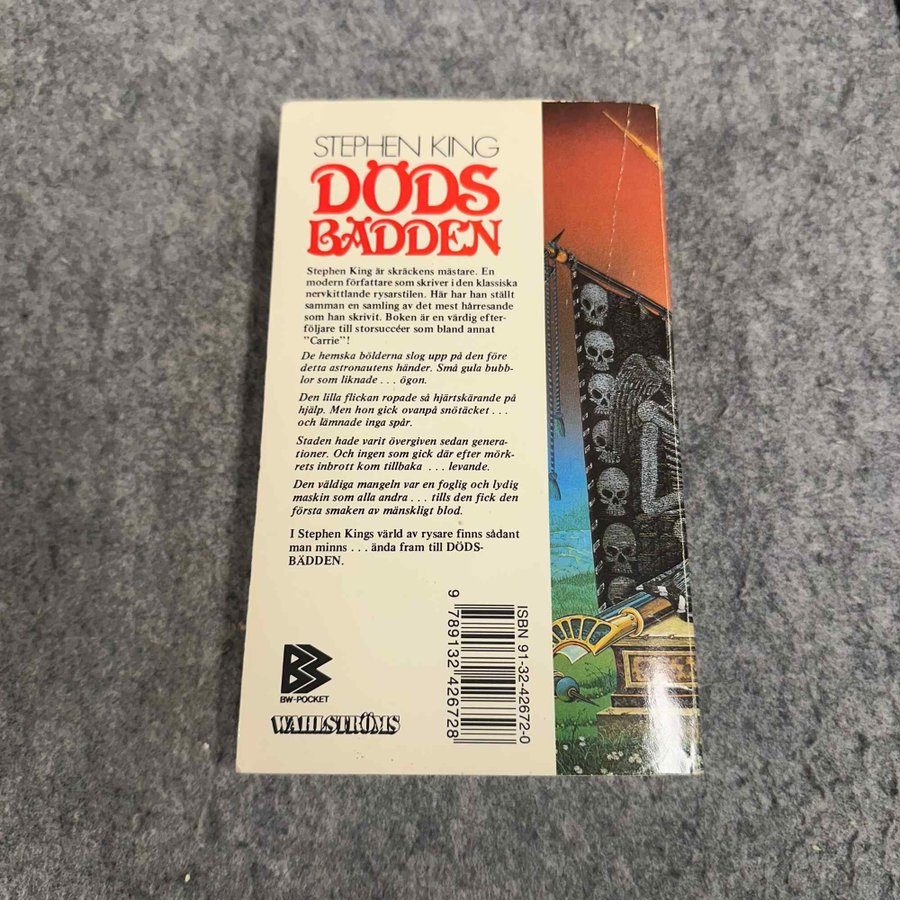 STEPHEN KING
DÖDS
BÄDDEN
Stephen King är skräckens mästare. En
modern författare som skriver i den klassiska
nervkittlande rysarstilen. Här har han ställt
samman en samling av det mest hårresande
som han skrivit. Boken är en värdig efter-
följare till storsuccéer som bland annat
"Carrie"!
De hemska bölderna slog upp på den före
detta astronautens händer. Små gula bubb-
lor som liknade . . . ögon.
Den lilla flickan ropade så hjärtskärande på
hjälp. Men hon gick ovanpå snötäcket . . .
och lämnade inga spår.
Staden hade varit övergiven sedan genera-
tioner. Och ingen som gick där efter mörk-
rets inbrott kom tillbaka . . . levande.
Den väldiga mangeln var en foglig och lydig
maskin som alla andra . . . tills den fick den
första smaken av mänskligt blod.
I Stephen Kings värld av rysare finns sådant
man minns . . . ända fram till DÖDS-
BÄDDEN.
BW-POCKET
WAHLSTRÖMS
ISBN 91-32-42672-0
9 789132 426728